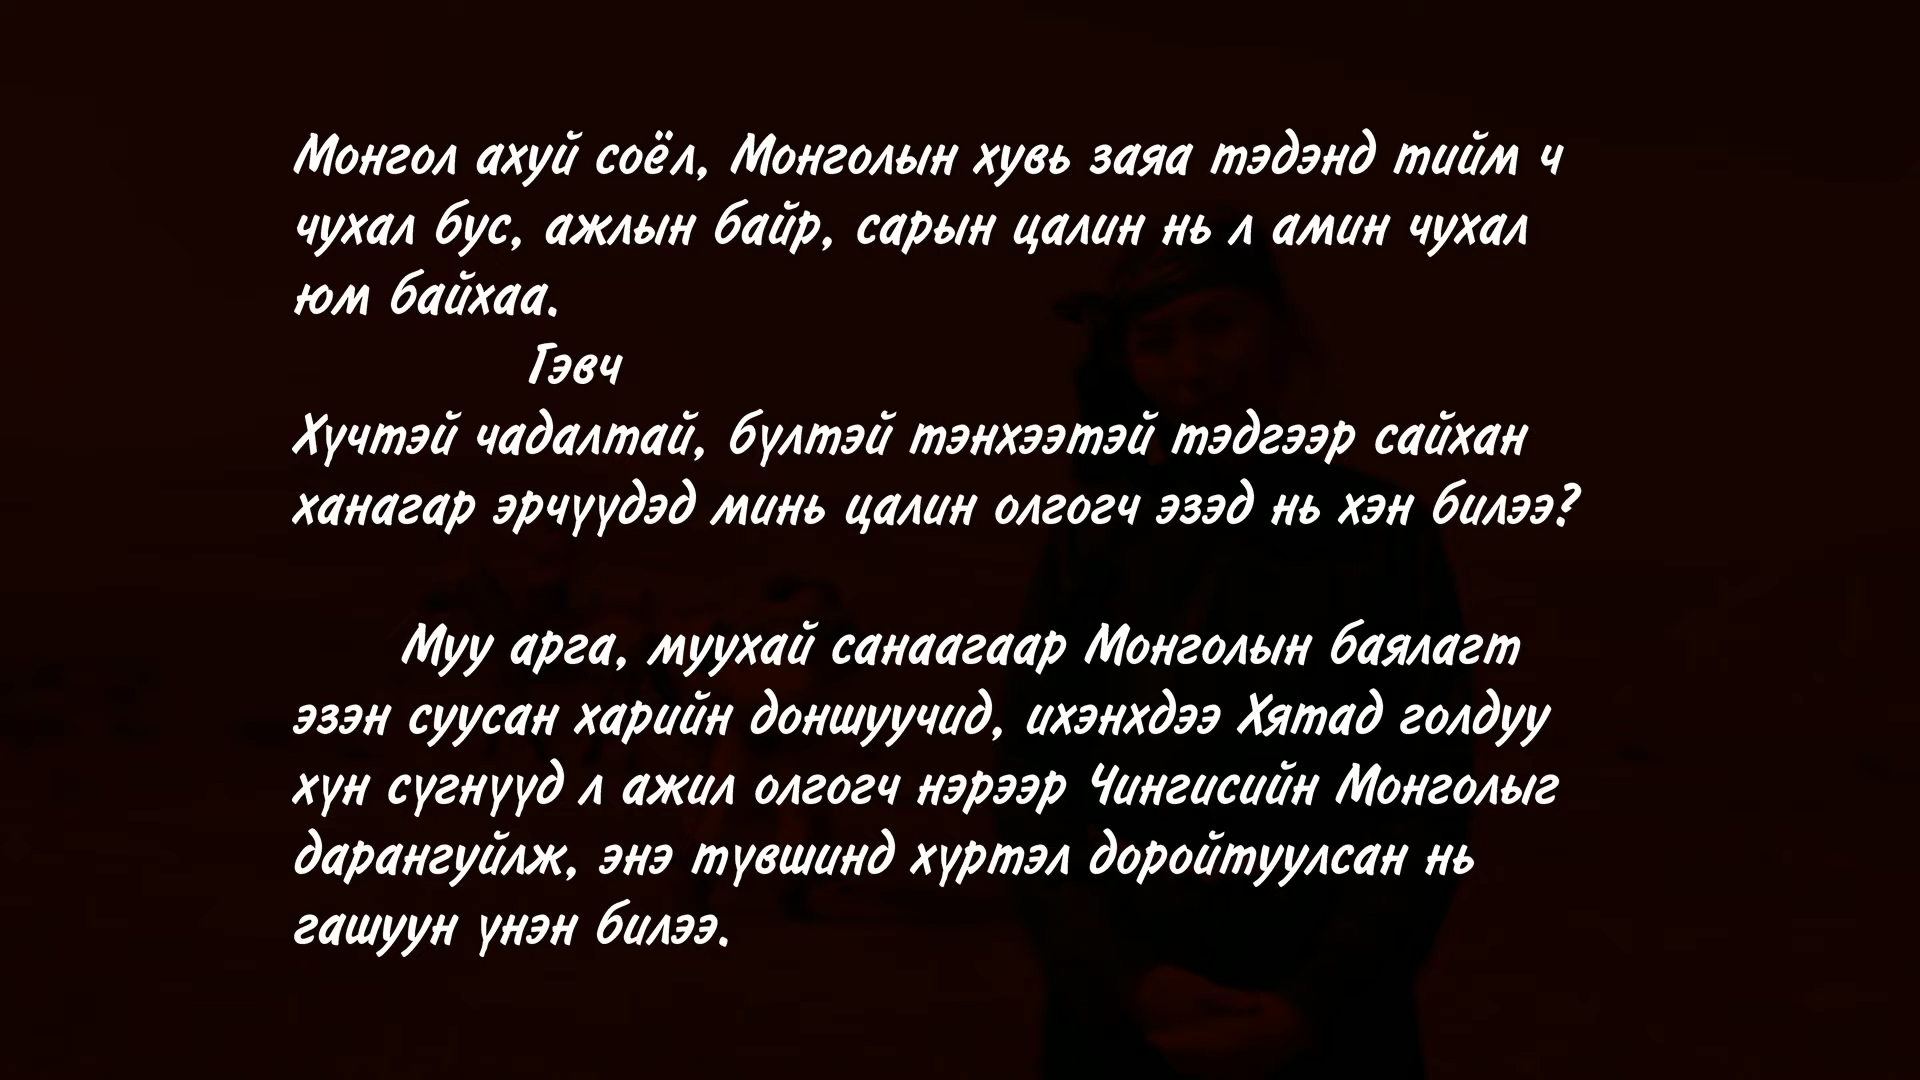 Монгол ахуй соёл, Монголын хувь заяа тэдэнд тийм ч
чухал бус, ажлын байр, сарын цалин нь л амин чухал
юм байхаа.
Гэвч
Хүчтэй чадалтай, бүлтэй тэнхээтэй тэдгээр сайхан
ханагар эрчүүдэд минь цалин олгогч эзэд нь хэн билээ?
Муу арга, муухай санаагаар Монголын баялагт
эзэн суусан харийн доншуучид, ихэнхдээ Хятад голдуу
хүн сүгнүүд л ажил олгогч нэрээр Чингисийн Монголыг
дарангуйлж, энэ түвшинд хүртэл доройтуулсан нь
гашуун үнэн билээ.